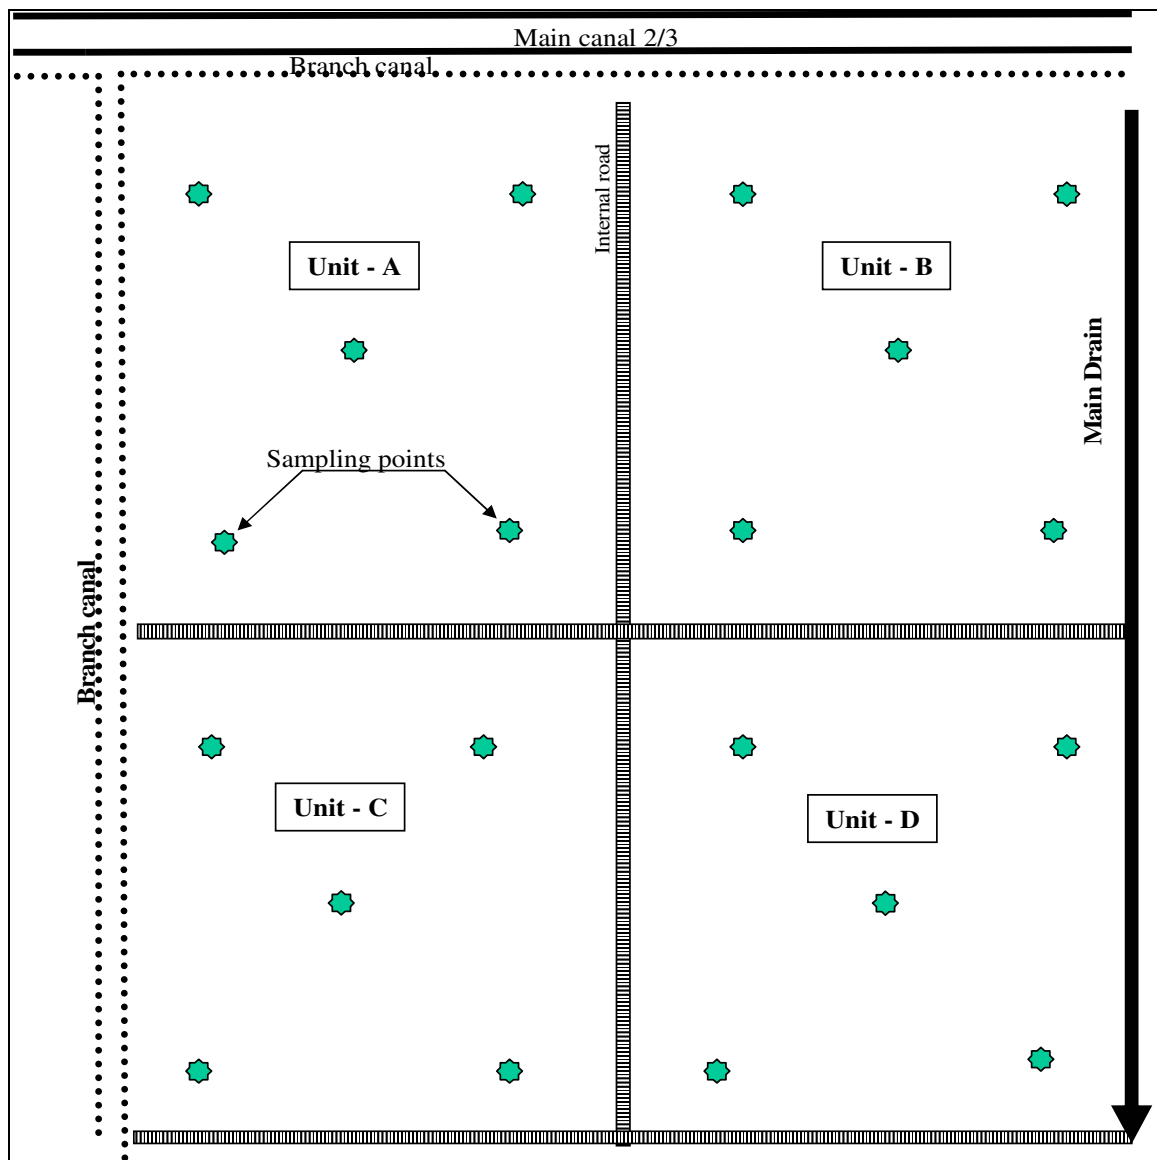 Main canal 2/3
Branch canal
Internal road
Unit - A
Unit - B
Main Drain
Sampling points
Branch canal
Unit - C
Unit - D